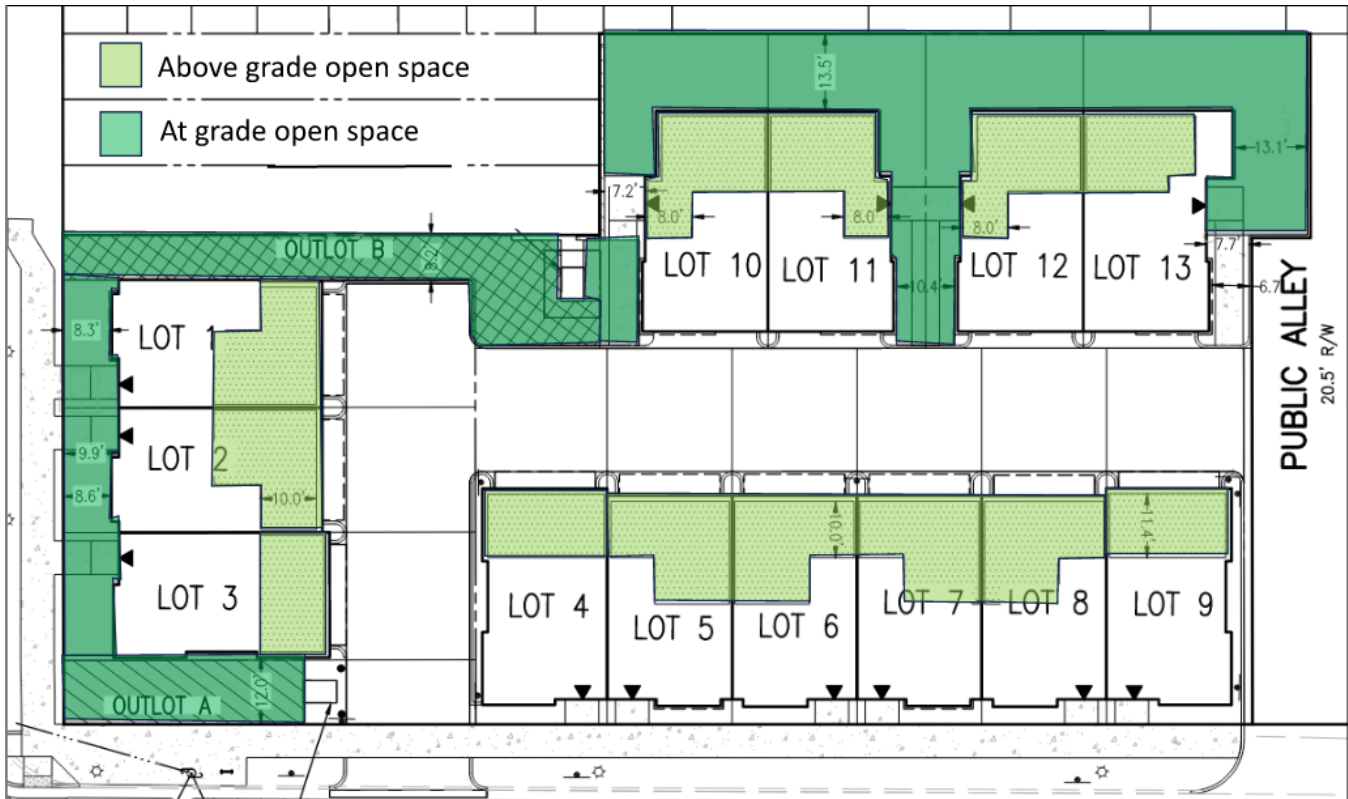 Above grade open space
At grade open space
13.5'
13.1'
7.2'
8.0'
8.0'
8.0'
7.7'
6.7
OUTLOT B
8.2'
LOT 10
LOT 11
LOT 12
LOT 13
10.4'
8.3'
LOT 1
9.9'
LOT 2
8.6'
10.0'
LOT 3
OUTLOT A
12.0'
10.0'
11.4'
LOT 4
LOT 5
LOT 6
LOT 7
LOT 8
LOT 9
PUBLIC ALLEY
20.5' R/W